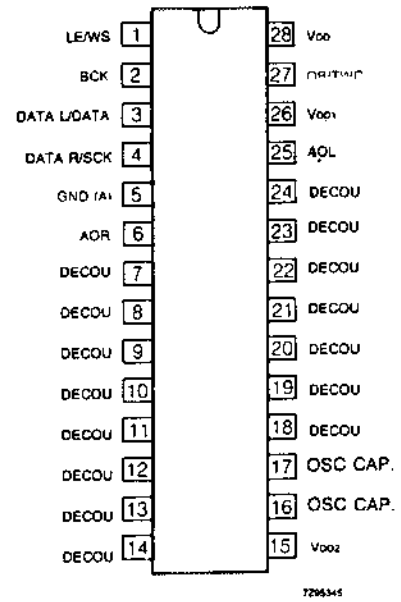 LE/WS 1
BCK 2
DATA L/DATA 3
DATA R/SCK 4
GND (A) 5
AOR 6
DECOU 7
DECOU 8
DECOU 9
DECOU 10
DECOU 11
DECOU 12
DECOU 13
DECOU 14
28 VDD
27
26 VDD1
25 AOL
24 DECOU
23 DECOU
22 DECOU
21 DECOU
20 DECOU
19 DECOU
18 DECOU
17 OSC CAP.
16 OSC CAP.
15 VDD2
7295345